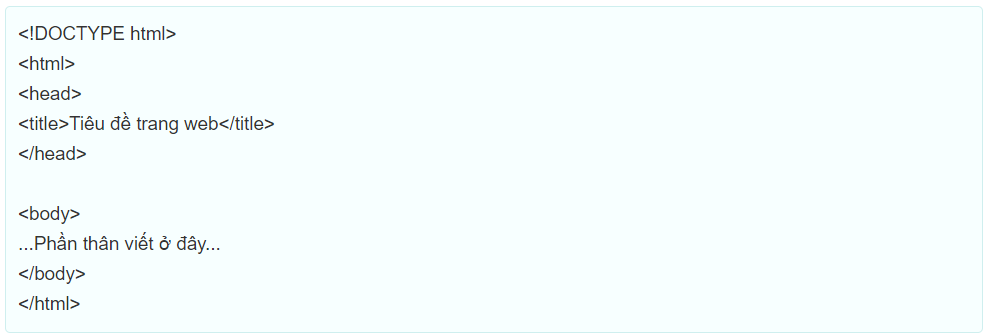 <!DOCTYPE html>
<html>
<head>
<title>Tiêu đề trang web</title>
</head>
<body>
...Phần thân viết ở đây...
</body>
</html>